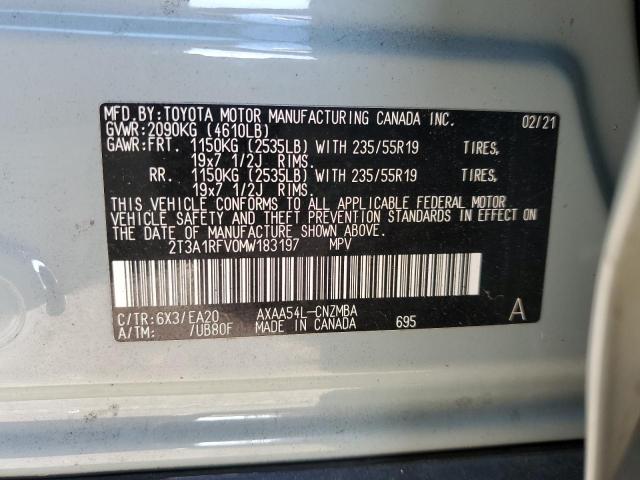 MFD.BY:TOYOTA MOTOR MANUFACTURING CANADA INC. 02/21
GVWR:2090KG (4610LB)
GAWR:FRT. 1150KG (2535LB) WITH 235/55R19 TIRES,
19x7 1/2J RIMS.
RR. 1150KG (2535LB) WITH 235/55R19 TIRES,
19x7 1/2J RIMS.
THIS VEHICLE CONFORMS TO ALL APPLICABLE FEDERAL MOTOR
VEHICLE SAFETY AND THEFT PREVENTION STANDARDS IN EFFECT ON
THE DATE OF MANUFACTURE SHOWN ABOVE.
2T3A1RFV0MW183197 MPV
C/TR:6X3/EA20 AXAA54L-CNZMBA A
A/TM: /UB80F MADE IN CANADA 695